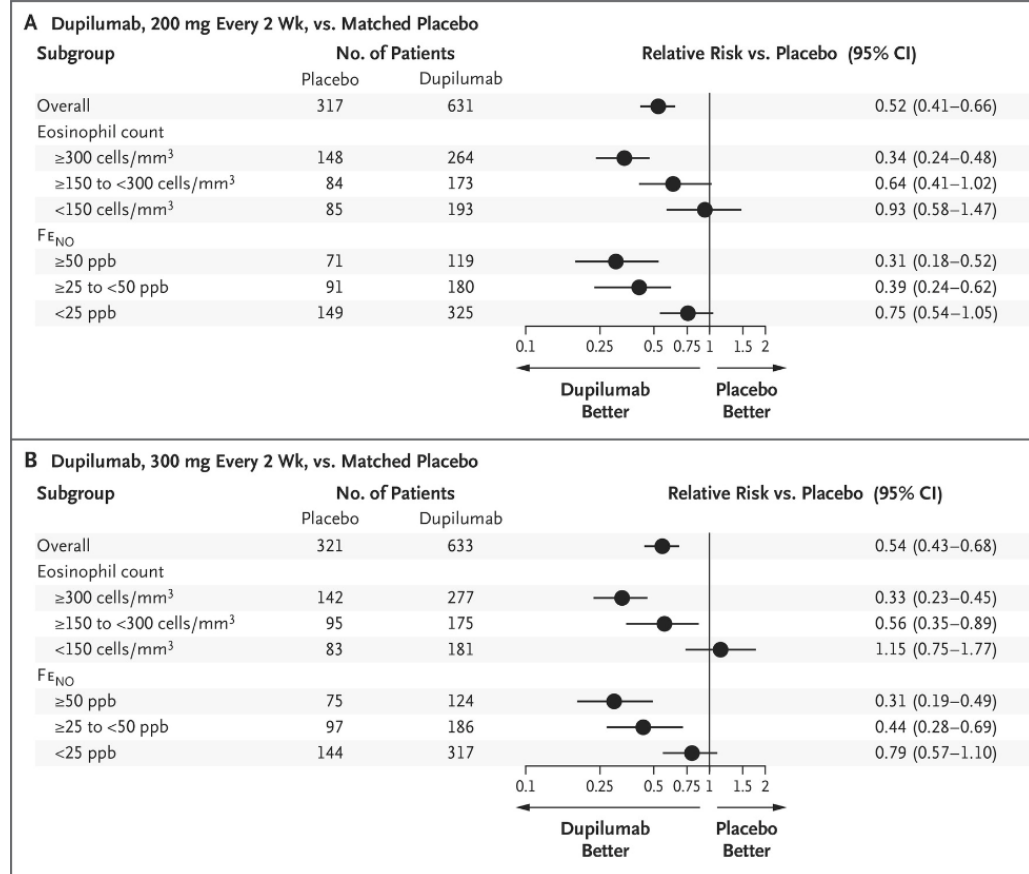 A Dupilumab, 200 mg Every 2 Wk, vs. Matched Placebo
Subgroup No. of Patients Relative Risk vs. Placebo (95% CI)
Placebo Dupilumab
Overall 317 631 0.52 (0.41–0.66)
Eosinophil count
≥300 cells/mm³ 148 264 0.34 (0.24–0.48)
≥150 to <300 cells/mm³ 84 173 0.64 (0.41–1.02)
<150 cells/mm³ 85 193 0.93 (0.58–1.47)
FENO
≥50 ppb 71 119 0.31 (0.18–0.52)
≥25 to <50 ppb 91 180 0.39 (0.24–0.62)
<25 ppb 149 325 0.75 (0.54–1.05)
0.1 0.25 0.5 0.75 1 1.5 2
Dupilumab Placebo
Better Better
B Dupilumab, 300 mg Every 2 Wk, vs. Matched Placebo
Subgroup No. of Patients Relative Risk vs. Placebo (95% CI)
Placebo Dupilumab
Overall 321 633 0.54 (0.43–0.68)
Eosinophil count
≥300 cells/mm³ 142 277 0.33 (0.23–0.45)
≥150 to <300 cells/mm³ 95 175 0.56 (0.35–0.89)
<150 cells/mm³ 83 181 1.15 (0.75–1.77)
FENO
≥50 ppb 75 124 0.31 (0.19–0.49)
≥25 to <50 ppb 97 186 0.44 (0.28–0.69)
<25 ppb 144 317 0.79 (0.57–1.10)
0.1 0.25 0.5 0.75 1 1.5 2
Dupilumab Placebo
Better Better